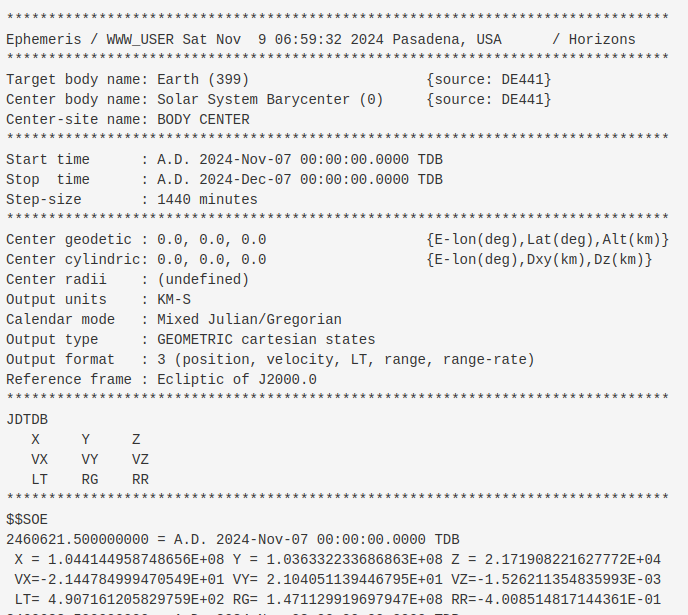 *******************************************************************************
Ephemeris / WWW_USER Sat Nov  9 06:59:32 2024 Pasadena, USA      / Horizons
*******************************************************************************
Target body name: Earth (399)                     {source: DE441}
Center body name: Solar System Barycenter (0)     {source: DE441}
Center-site name: BODY CENTER
*******************************************************************************
Start time      : A.D. 2024-Nov-07 00:00:00.0000 TDB
Stop  time      : A.D. 2024-Dec-07 00:00:00.0000 TDB
Step-size       : 1440 minutes
*******************************************************************************
Center geodetic : 0.0, 0.0, 0.0                   {E-lon(deg),Lat(deg),Alt(km)}
Center cylindric: 0.0, 0.0, 0.0                   {E-lon(deg),Dxy(km),Dz(km)}
Center radii    : (undefined)
Output units    : KM-S
Calendar mode   : Mixed Julian/Gregorian
Output type     : GEOMETRIC cartesian states
Output format   : 3 (position, velocity, LT, range, range-rate)
Reference frame : Ecliptic of J2000.0
*******************************************************************************
JDTDB
   X     Y     Z
   VX    VY    VZ
   LT    RG    RR
*******************************************************************************
$$SOE
2460621.500000000 = A.D. 2024-Nov-07 00:00:00.0000 TDB
 X = 1.044144958748656E+08 Y = 1.036332233686863E+08 Z = 2.171908221627772E+04
 VX=-2.144784999470549E+01 VY= 2.104051139446795E+01 VZ=-1.526211354835993E-03
 LT= 4.907161205829759E+02 RG= 1.471129919697947E+08 RR=-4.008514817144361E-01